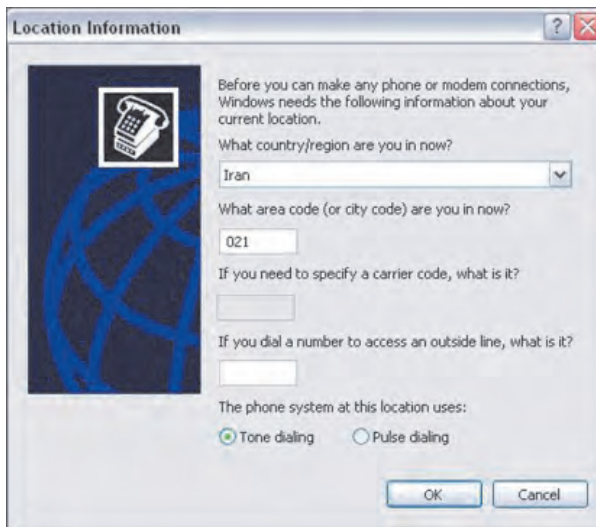 Location Information
Before you can make any phone or modem connections,
Windows needs the following information about your
current location.
What country/region are you in now?
Iran
What area code (or city code) are you in now?
021
If you need to specify a carrier code, what is it?
If you dial a number to access an outside line, what is it?
The phone system at this location uses:
Tone dialing Pulse dialing
OK Cancel